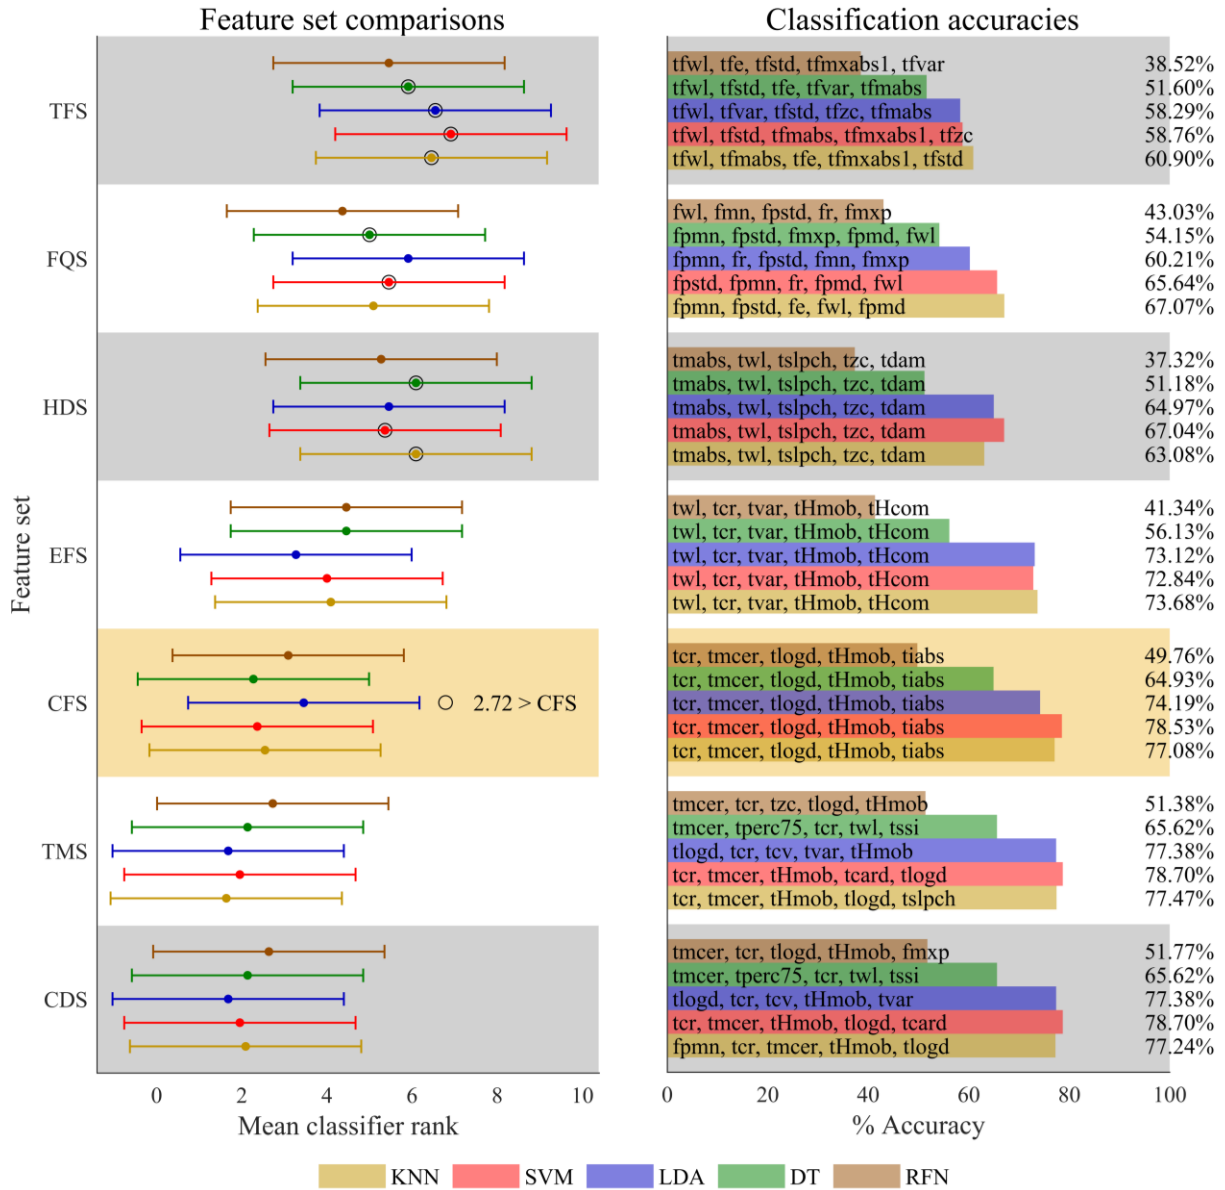 Feature set comparisons
Classification accuracies
TFS
tfwl, tfe, tfstd, tfmxabs1, tfvar 38.52%
tfwl, tfstd, tfe, tfvar, tfmabs 51.60%
tfwl, tfvar, tfstd, tfzc, tfmabs 58.29%
tfwl, tfstd, tfmabs, tfmxabs1, tfzc 58.76%
tfwl, tfmabs, tfe, tfmxabs1, tfstd 60.90%
FQS
fwl, fmn, fpstd, fr, fmxp 43.03%
fpmn, fpstd, fmxp, fpmd, fwl 54.15%
fpmn, fr, fpstd, fmn, fmxp 60.21%
fpstd, fpmn, fr, fpmd, fwl 65.64%
fpmn, fpstd, fe, fwl, fpmd 67.07%
HDS
tmabs, twl, tslpch, tzc, tdam 37.32%
tmabs, twl, tslpch, tzc, tdam 51.18%
tmabs, twl, tslpch, tzc, tdam 64.97%
tmabs, twl, tslpch, tzc, tdam 67.04%
tmabs, twl, tslpch, tzc, tdam 63.08%
Feature set
EFS
twl, tcr, tvar, tHmob, tHcom 41.34%
twl, tcr, tvar, tHmob, tHcom 56.13%
twl, tcr, tvar, tHmob, tHcom 73.12%
twl, tcr, tvar, tHmob, tHcom 72.84%
twl, tcr, tvar, tHmob, tHcom 73.68%
CFS
2.72 > CFS
tcr, tmcer, tlogd, tHmob, tiabs 49.76%
tcr, tmcer, tlogd, tHmob, tiabs 64.93%
tcr, tmcer, tlogd, tHmob, tiabs 74.19%
tcr, tmcer, tlogd, tHmob, tiabs 78.53%
tcr, tmcer, tlogd, tHmob, tiabs 77.08%
TMS
tmcer, tcr, tzc, tlogd, tHmob 51.38%
tmcer, tperc75, tcr, twl, tssi 65.62%
tlogd, tcr, tcv, tvar, tHmob 77.38%
tcr, tmcer, tHmob, tcard, tlogd 78.70%
tcr, tmcer, tHmob, tlogd, tslpch 77.47%
CDS
tmcer, tcr, tlogd, tHmob, fmxp 51.77%
tmcer, tperc75, tcr, twl, tssi 65.62%
tlogd, tcr, tcv, tHmob, tvar 77.38%
tcr, tmcer, tHmob, tlogd, tcard 78.70%
fpmn, tcr, tmcer, tHmob, tlogd 77.24%
0 2 4 6 8 10
Mean classifier rank
0 20 40 60 80 100
% Accuracy
KNN SVM LDA DT RFN